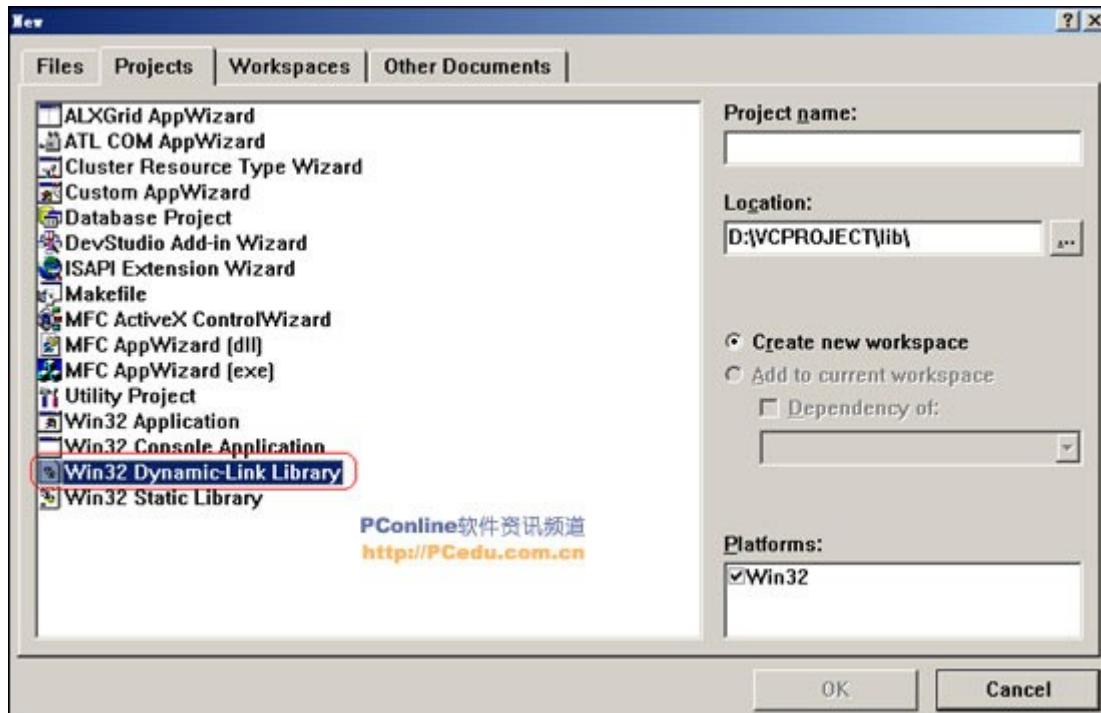 New
Files Projects Workspaces Other Documents
ALXGrid AppWizard
ATL COM AppWizard
Cluster Resource Type Wizard
Custom AppWizard
Database Project
DevStudio Add-in Wizard
ISAPI Extension Wizard
Makefile
MFC ActiveX ControlWizard
MFC AppWizard (dll)
MFC AppWizard (exe)
Utility Project
Win32 Application
Win32 Console Application
Win32 Dynamic-Link Library
Win32 Static Library
PConline软件资讯频道
http://PCedu.com.cn
Project name:
Location:
D:\VCPROJECT\lib\
...
Create new workspace
Add to current workspace
Dependency of:
Platforms:
Win32
OK Cancel